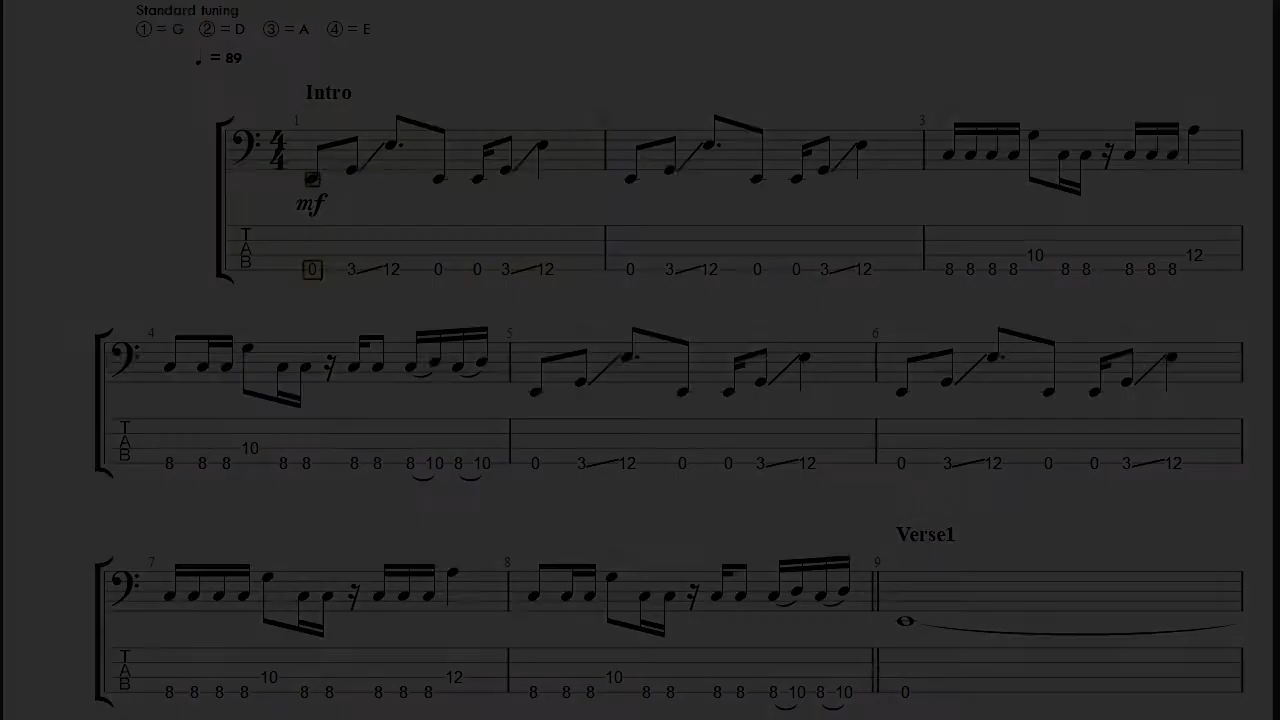 Standard tuning
① = G ② = D ③ = A ④ = E
♩ = 89
Intro
1 3
4 4
mf
T A B 0 3 12 0 0 3 12 0 3 12 0 0 3 12 8 8 8 8 10 8 8 8 8 8 12
4 5 6
T A B 8 8 8 10 8 8 8 8 8 10 8 10 0 3 12 0 0 3 12 0 3 12 0 0 3 12
Verse1
7 8 9
T A B 8 8 8 8 10 8 8 8 8 8 12 8 8 8 10 8 8 8 8 8 10 8 10 0